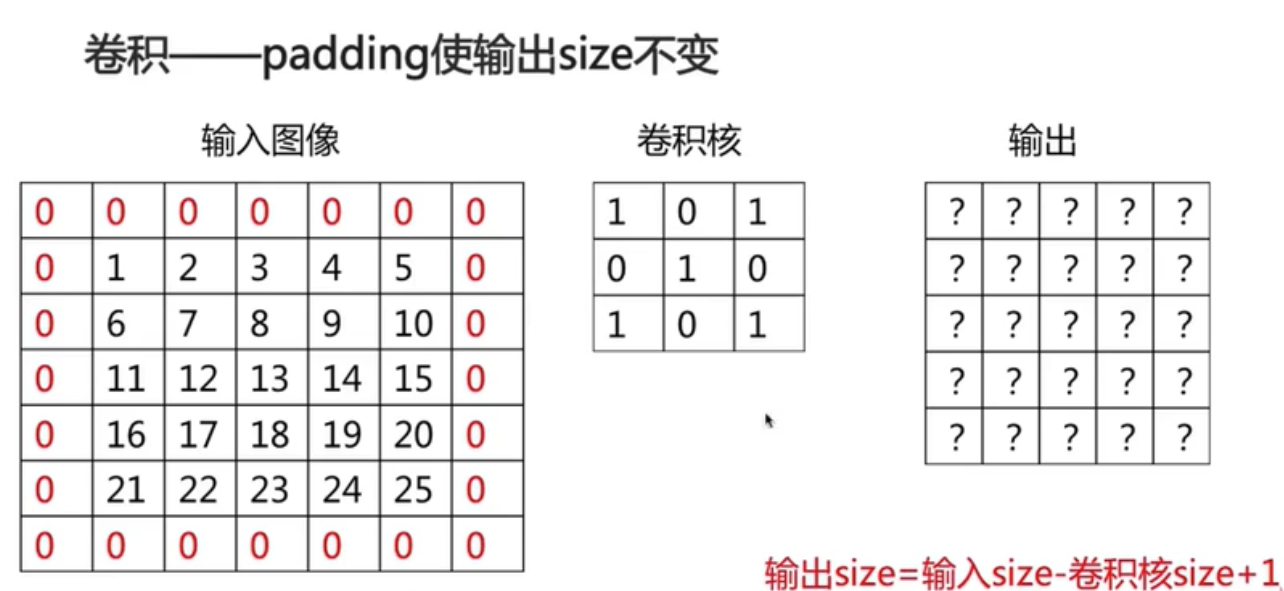 卷积——padding使输出size不变
输入图像
卷积核
输出
0 0 0 0 0 0 0
0 1 2 3 4 5 0
0 6 7 8 9 10 0
0 11 12 13 14 15 0
0 16 17 18 19 20 0
0 21 22 23 24 25 0
0 0 0 0 0 0 0
1 0 1
0 1 0
1 0 1
? ? ? ? ?
? ? ? ? ?
? ? ? ? ?
? ? ? ? ?
? ? ? ? ?
输出size=输入size-卷积核size+1